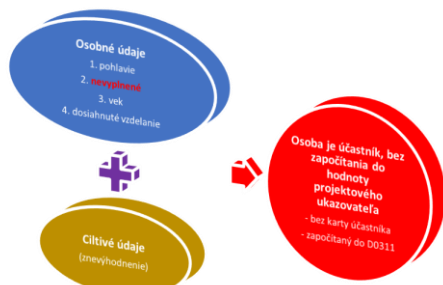 Osobné údaje
1. pohlavie
2. nevyplnené
3. vek
4. dosiahnuté vzdelanie
Ciltivé údaje
(znevýhodnenie)
Osoba je účastník, bez
započítania do
hodnoty
projektového
ukazovateľa
- bez karty účastníka
- započítaný do D0311